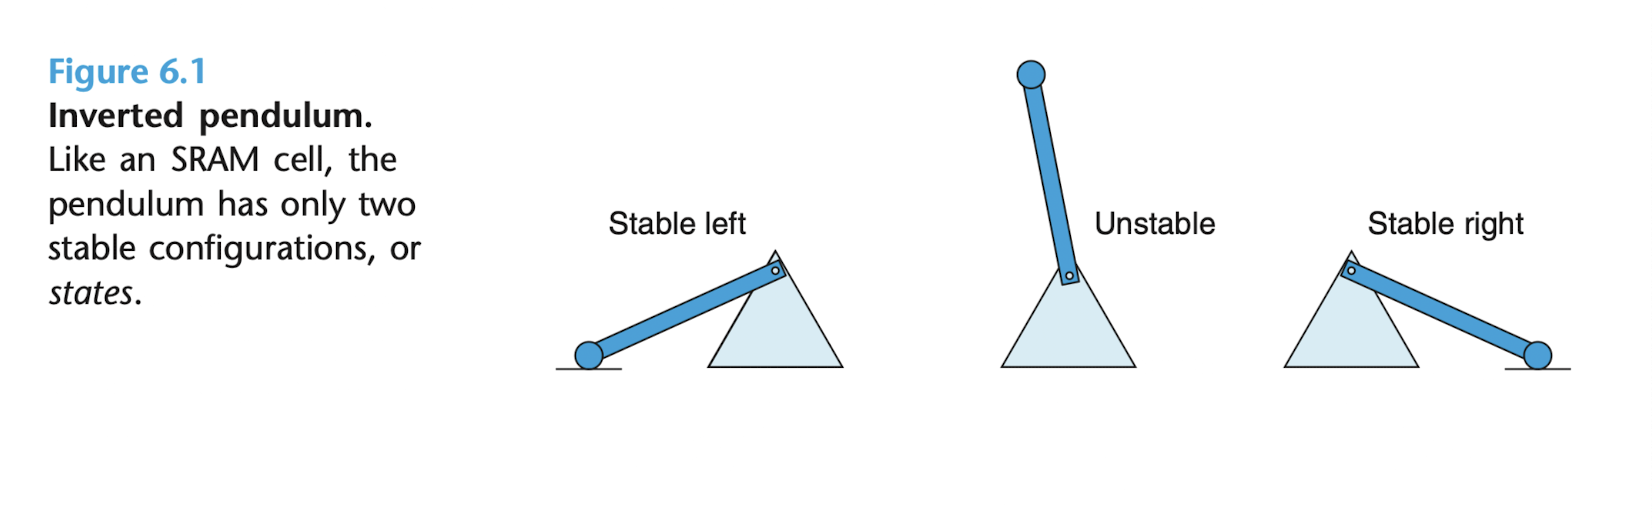 Figure 6.1
Inverted pendulum.
Like an SRAM cell, the
pendulum has only two
stable configurations, or
states.
Stable left
Unstable
Stable right